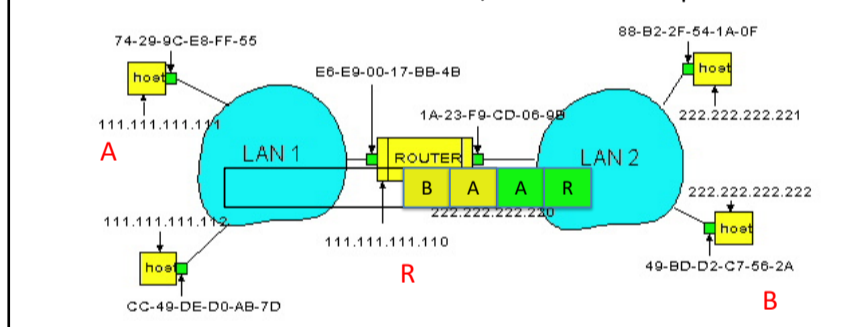 88-B2-2F-54-1A-0F
74-29-9C-E8-FF-55
host
host
E6-E9-00-17-BB-4B
1A-23-F9-CD-06-9B
111.111.111.111
222.222.222.221
A
LAN 1
ROUTER
LAN 2
B A A R
222.222.222.222
222.222.222.220
111.111.111.112
host
111.111.111.110
host
49-BD-D2-C7-56-2A
R
B
CC-49-DE-D0-AB-7D